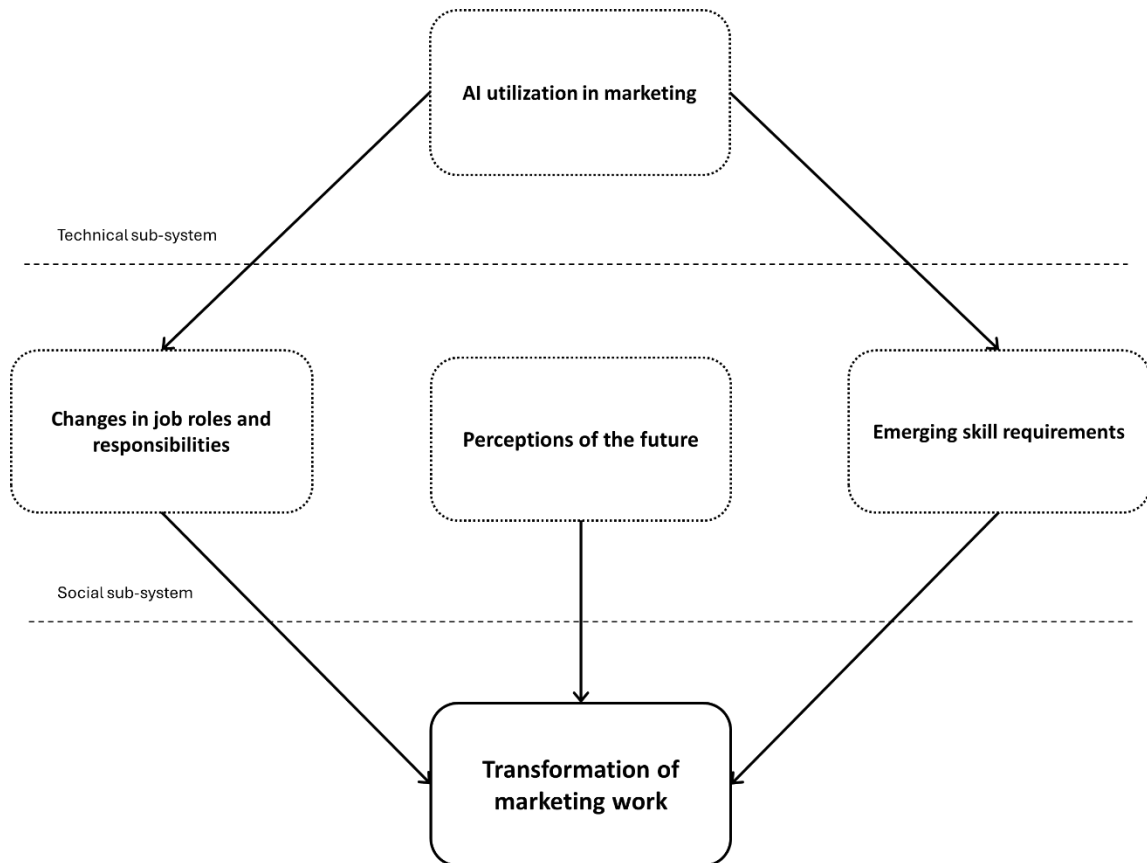 AI utilization in marketing
Technical sub-system
Changes in job roles and
responsibilities
Perceptions of the future
Emerging skill requirements
Social sub-system
Transformation of
marketing work